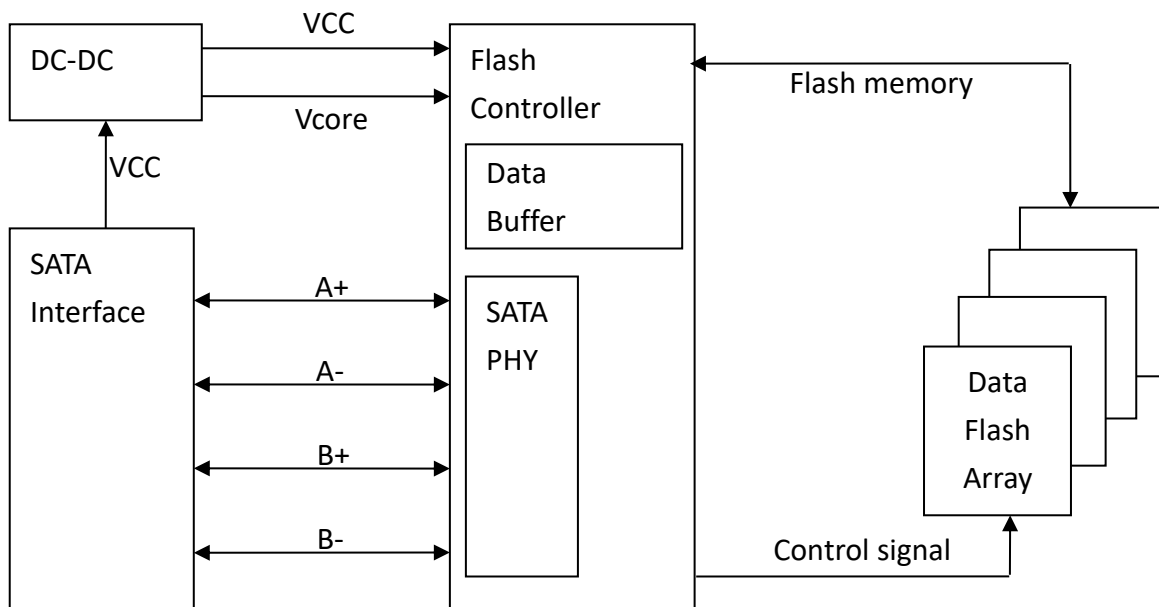 VCC
DC-DC
Vcore
VCC
SATA
Interface
A+
A-
B+
B-
Flash
Controller
Data
Buffer
SATA
PHY
Flash memory
Data
Flash
Array
Control signal